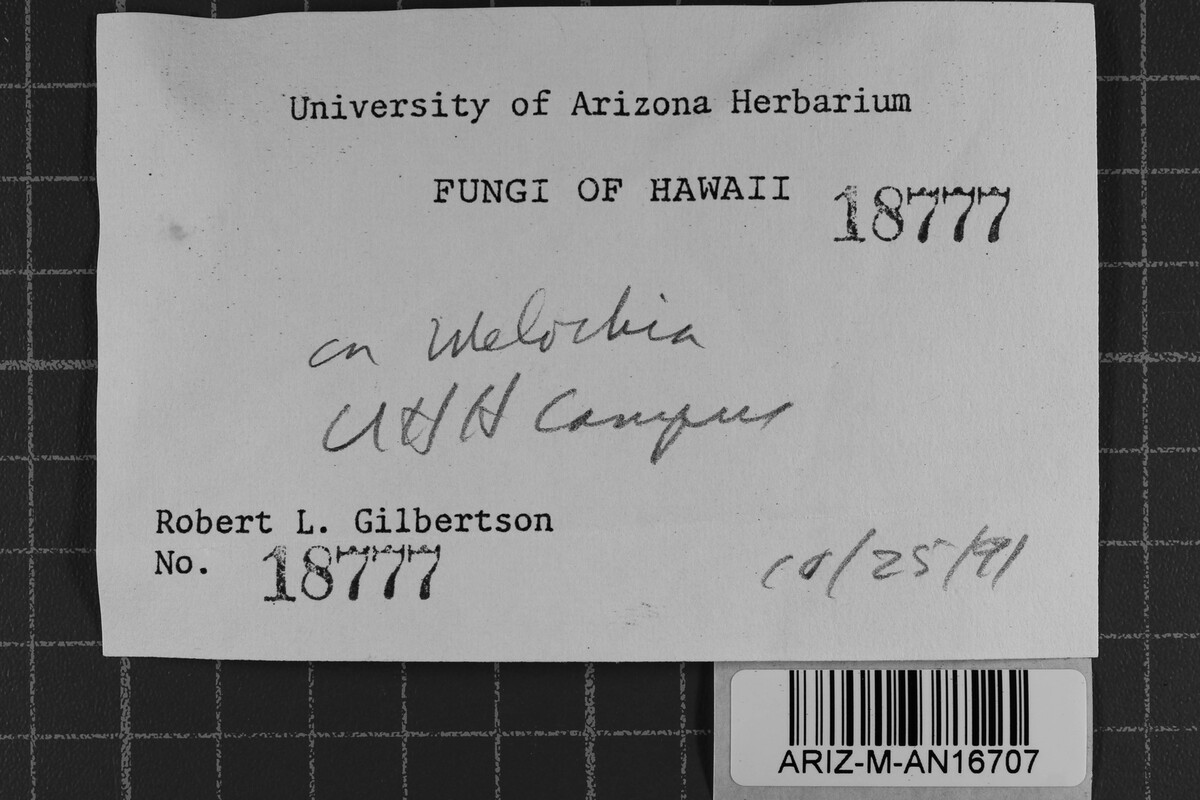 University of Arizona Herbarium
FUNGI OF HAWAII 18777
on Melochia
UHH Campus
Robert L. Gilbertson
No. 18777
10/25/91
ARIZ-M-AN16707